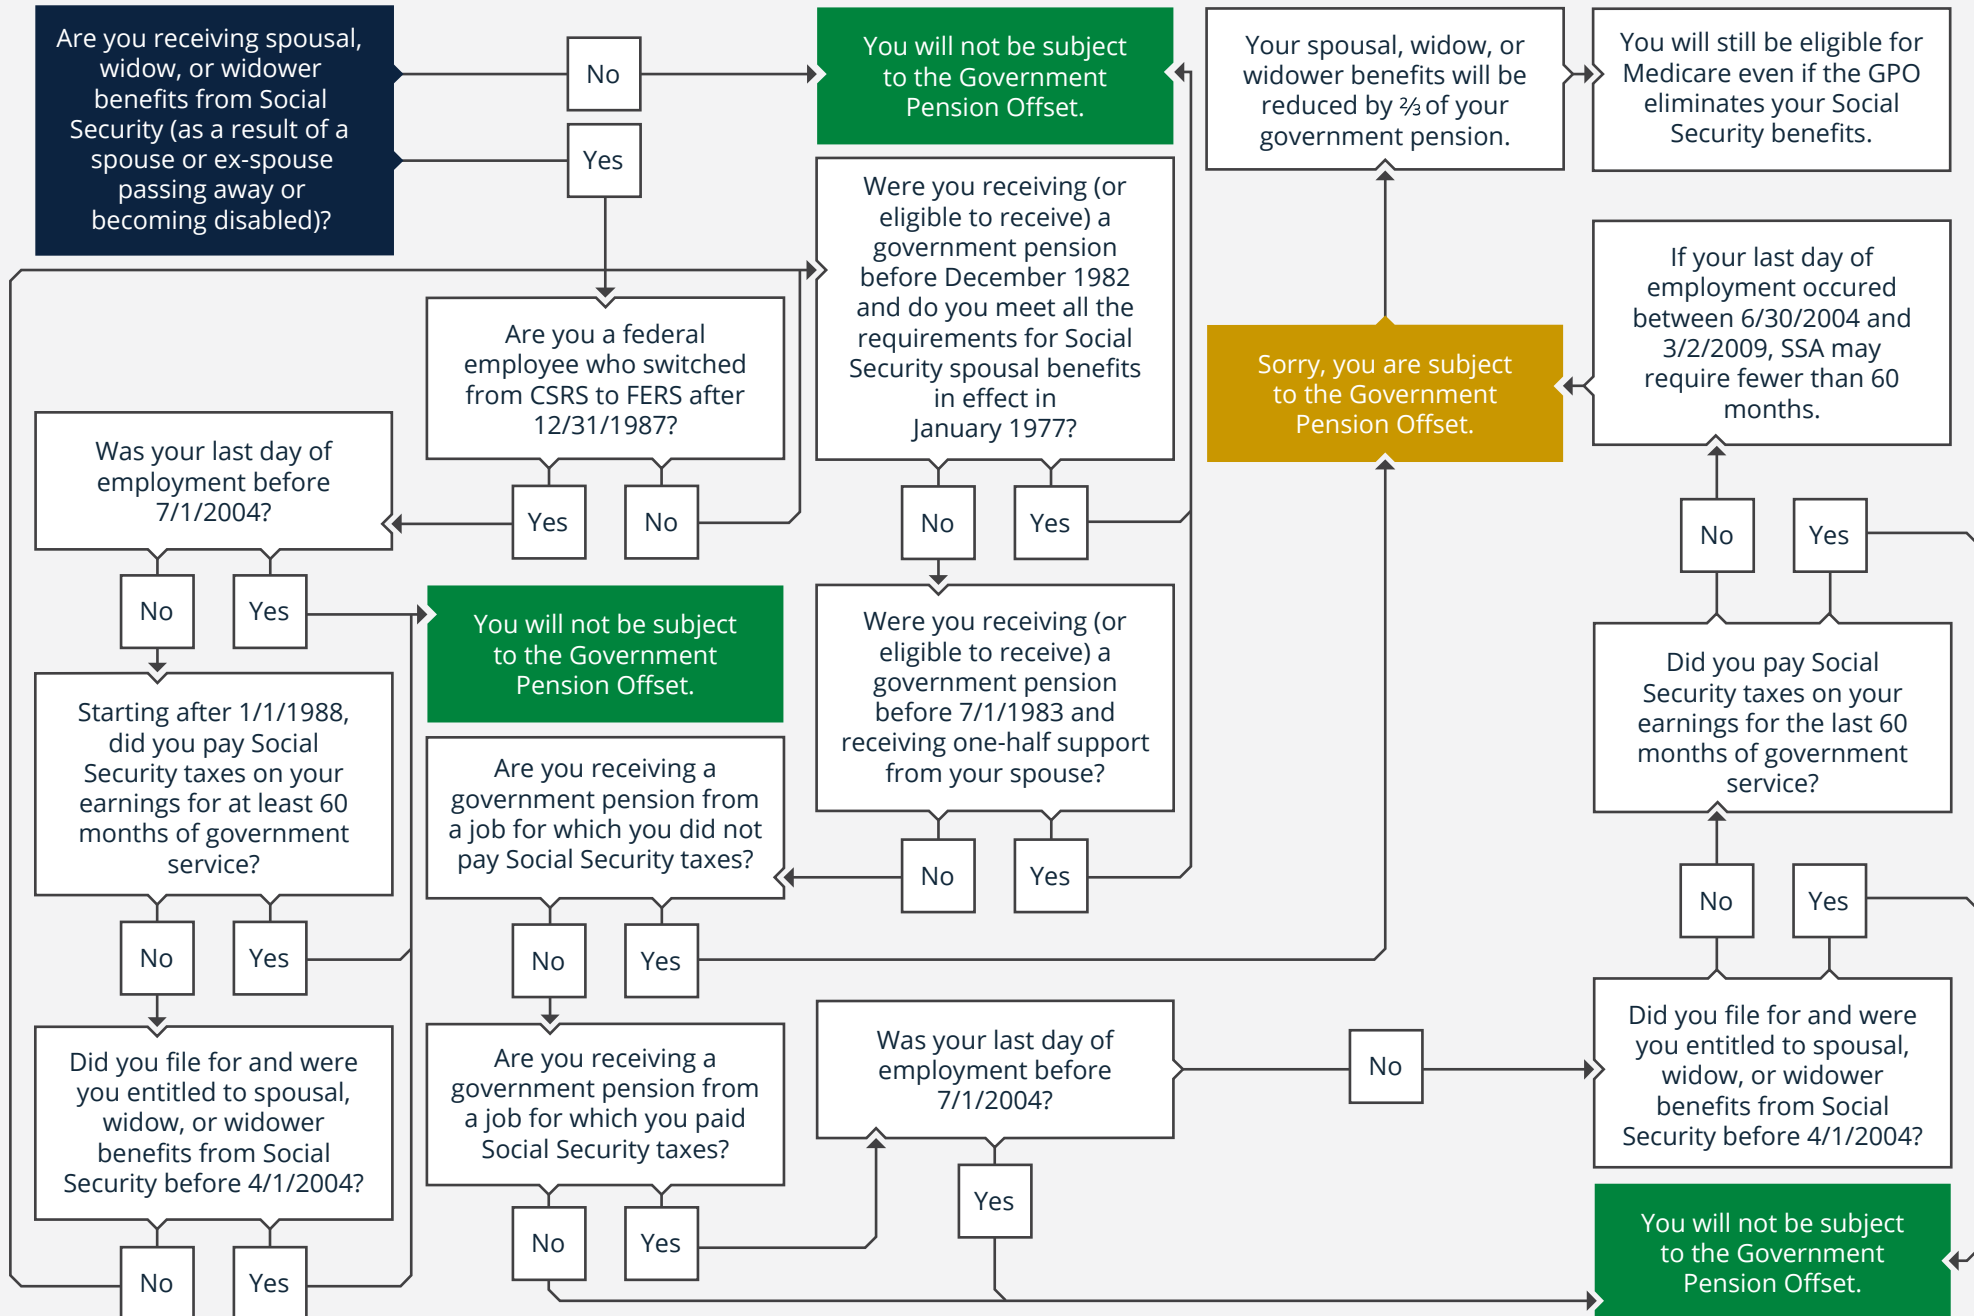 Are you receiving spousal,
widow, or widower
benefits from Social
Security (as a result of a
spouse or ex-spouse
passing away or
becoming disabled)?
No
Yes
You will not be subject
to the Government
Pension Offset.
Your spousal, widow, or
widower benefits will be
reduced by ⅔ of your
government pension.
You will still be eligible for
Medicare even if the GPO
eliminates your Social
Security benefits.
Are you a federal
employee who switched
from CSRS to FERS after
12/31/1987?
Yes
No
Were you receiving (or
eligible to receive) a
government pension
before December 1982
and do you meet all the
requirements for Social
Security spousal benefits
in effect in
January 1977?
No
Yes
Sorry, you are subject
to the Government
Pension Offset.
If your last day of
employment occured
between 6/30/2004 and
3/2/2009, SSA may
require fewer than 60
months.
No
Yes
Was your last day of
employment before
7/1/2004?
No
Yes
You will not be subject
to the Government
Pension Offset.
Were you receiving (or
eligible to receive) a
government pension
before 7/1/1983 and
receiving one-half support
from your spouse?
No
Yes
Did you pay Social
Security taxes on your
earnings for the last 60
months of government
service?
No
Yes
Starting after 1/1/1988,
did you pay Social
Security taxes on your
earnings for at least 60
months of government
service?
No
Yes
Are you receiving a
government pension from
a job for which you did not
pay Social Security taxes?
No
Yes
Did you file for and were
you entitled to spousal,
widow, or widower
benefits from Social
Security before 4/1/2004?
No
Yes
Are you receiving a
government pension from
a job for which you paid
Social Security taxes?
No
Yes
Was your last day of
employment before
7/1/2004?
Yes
No
Did you file for and were
you entitled to spousal,
widow, or widower
benefits from Social
Security before 4/1/2004?
You will not be subject
to the Government
Pension Offset.